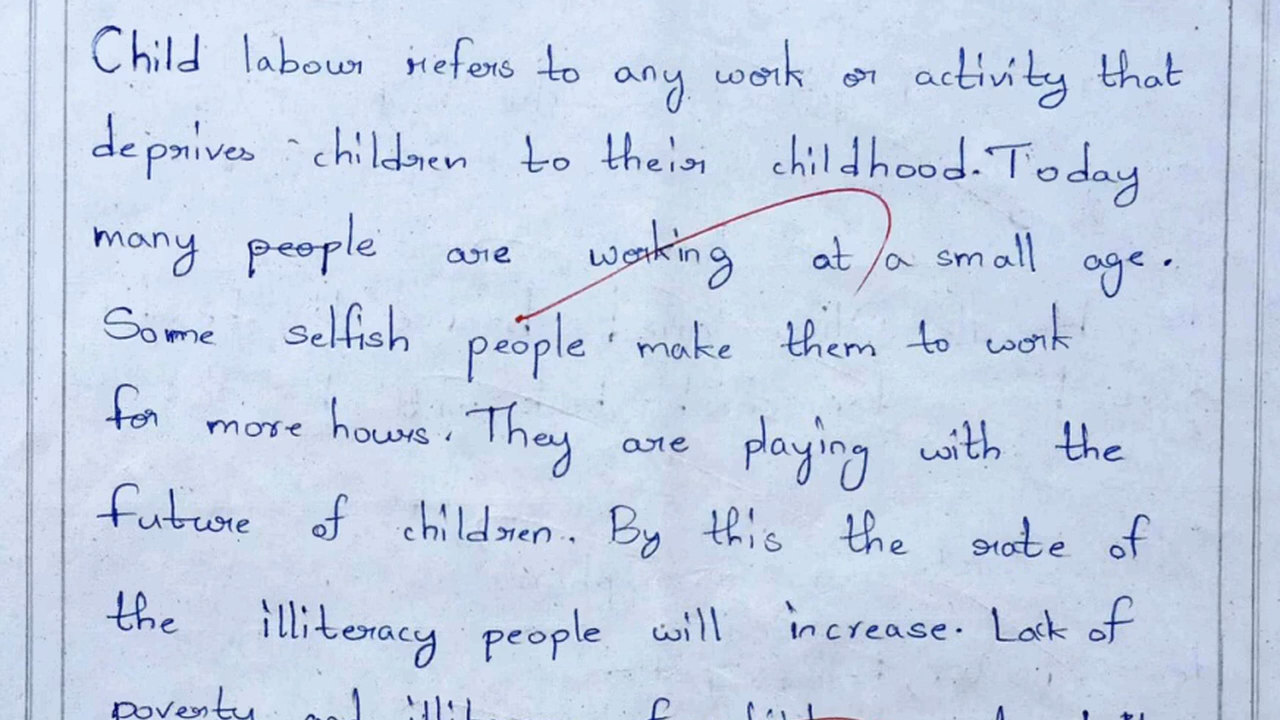 Child labour refers to any work or activity that
deprives children to their childhood. Today
many people are working at a small age.
Some selfish people make them to work
for more hours. They are playing with the
future of children. By this the rate of
the illiteracy people will increase. Lack of
poverty and